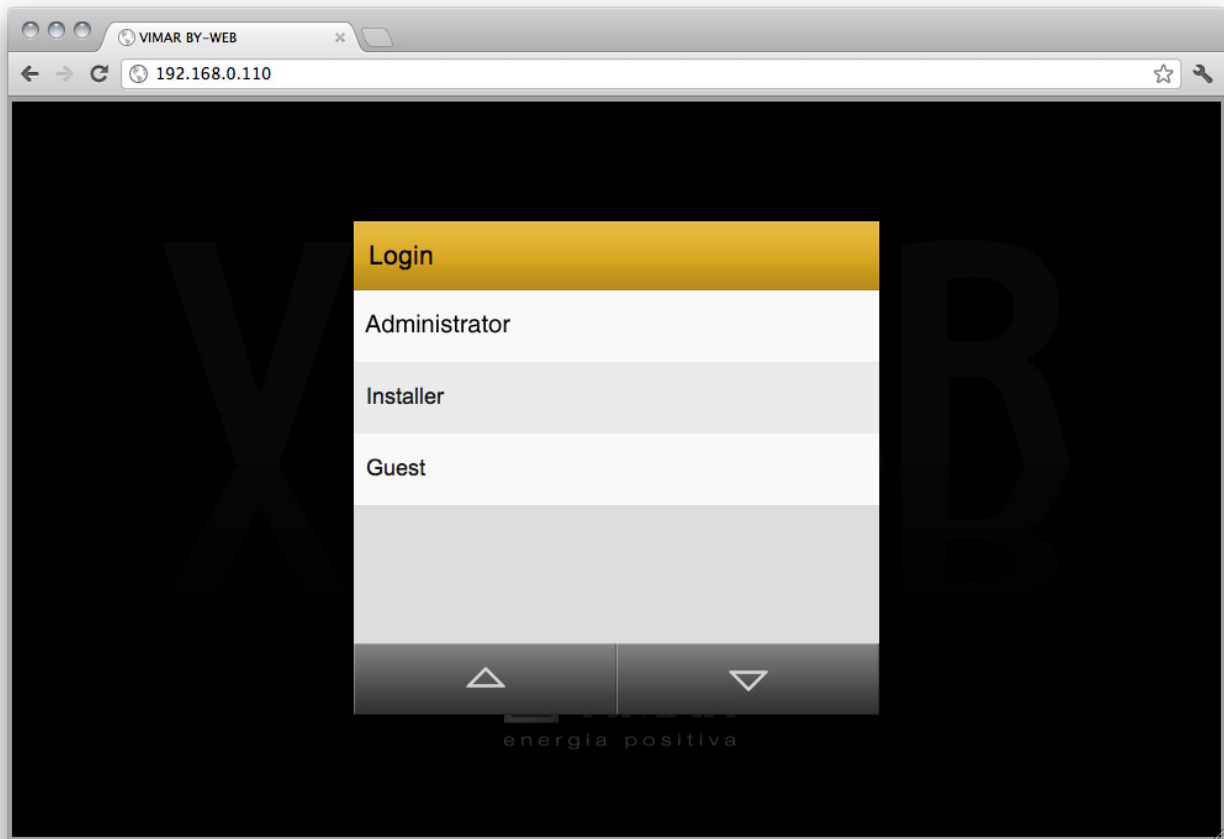 VIMAR BY-WEB
192.168.0.110
Login
Administrator
Installer
Guest
energia positiva